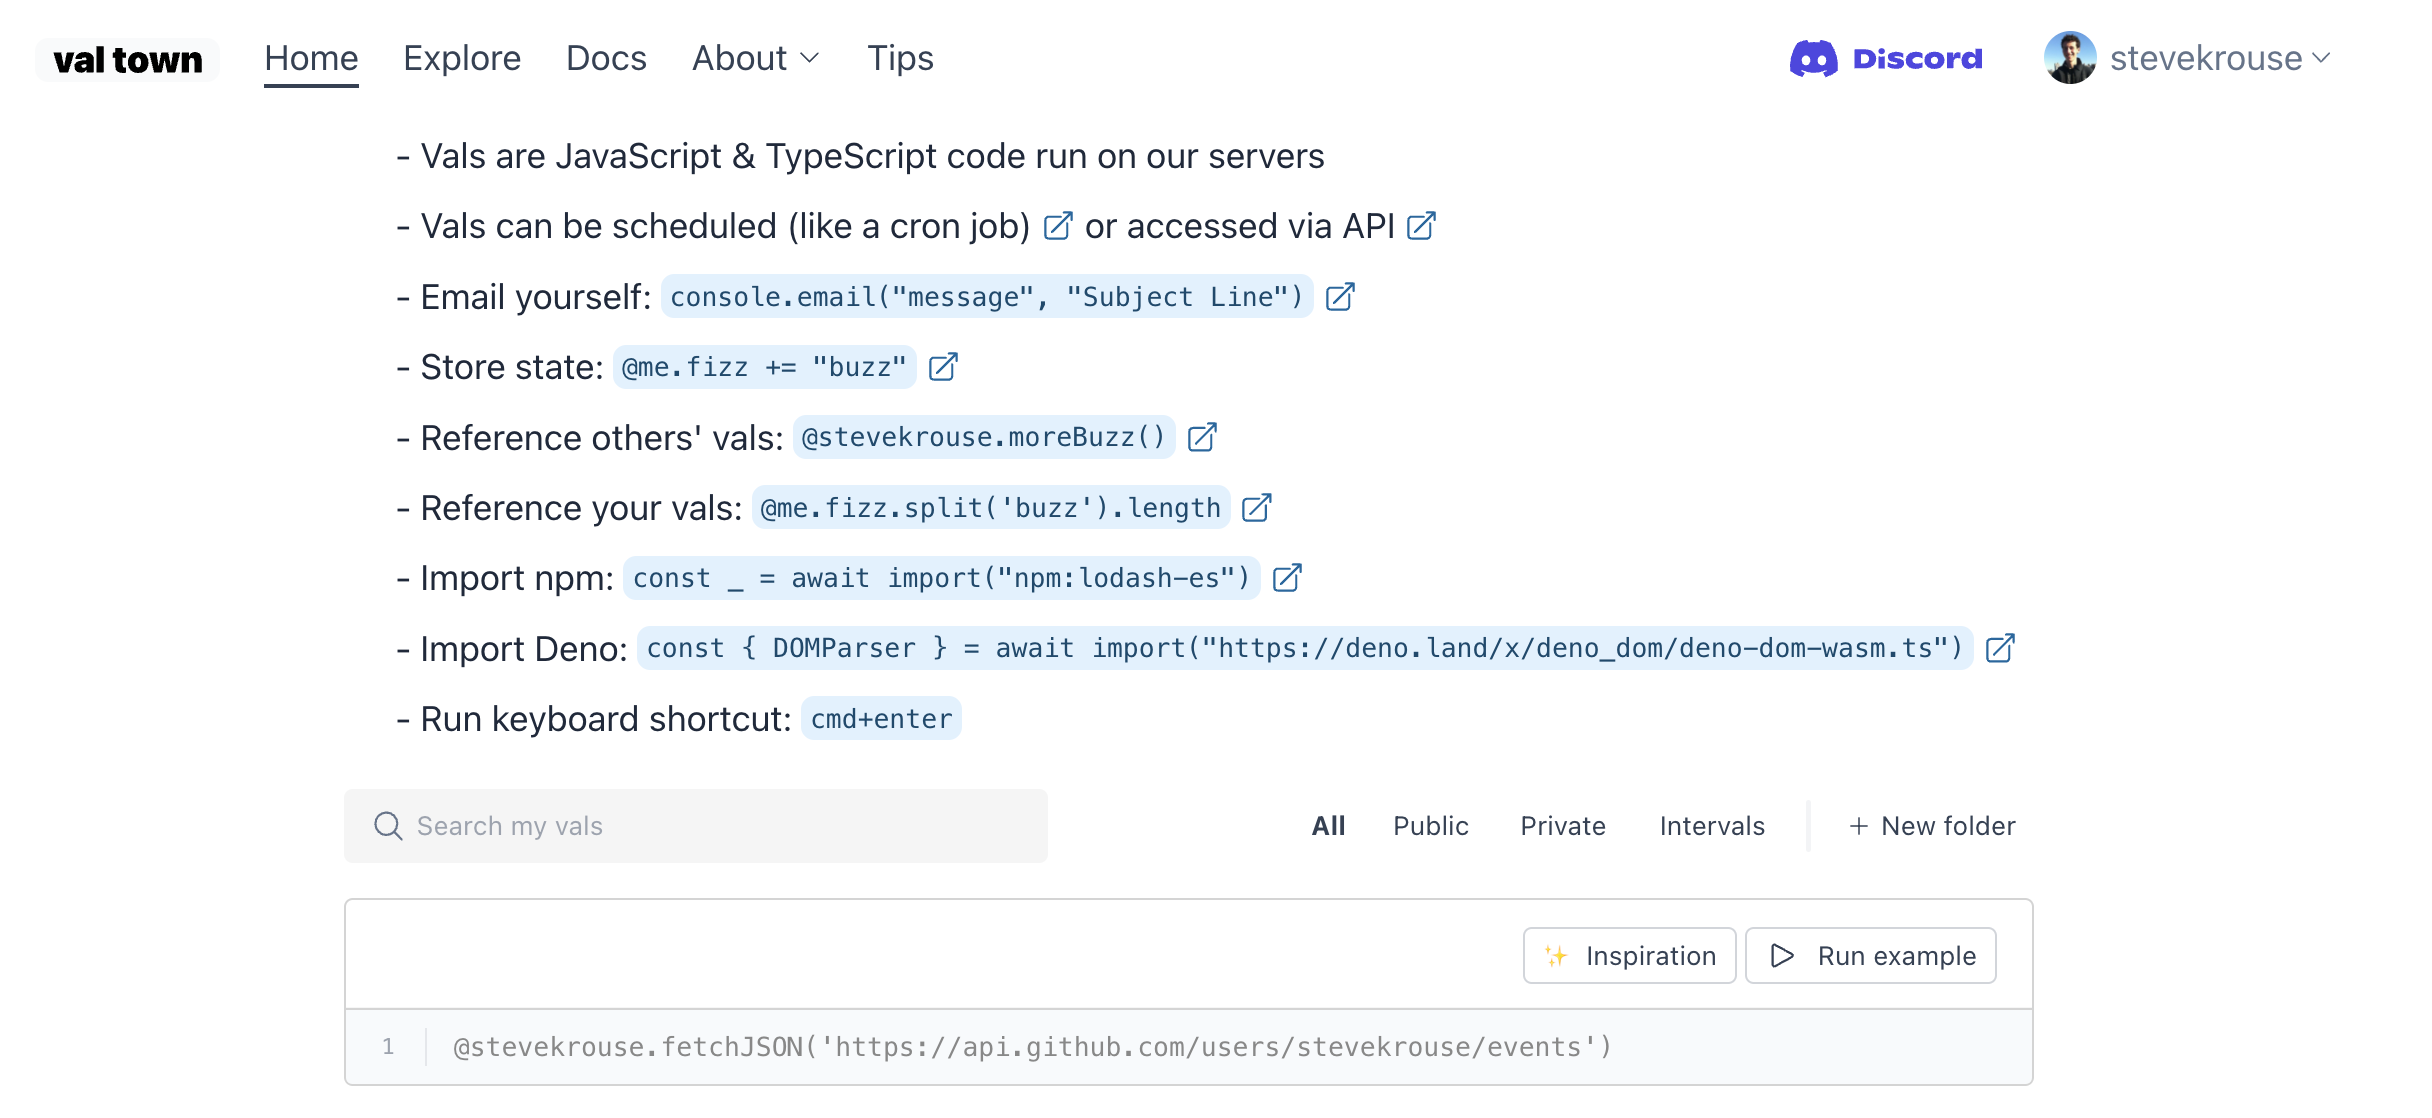 val town Home Explore Docs About Tips Discord stevekrouse
- Vals are JavaScript & TypeScript code run on our servers
- Vals can be scheduled (like a cron job) or accessed via API
- Email yourself: console.email("message", "Subject Line")
- Store state: @me.fizz += "buzz"
- Reference others' vals: @stevekrouse.moreBuzz()
- Reference your vals: @me.fizz.split('buzz').length
- Import npm: const _ = await import("npm:lodash-es")
- Import Deno: const { DOMParser } = await import("https://deno.land/x/deno_dom/deno-dom-wasm.ts")
- Run keyboard shortcut: cmd+enter
Search my vals All Public Private Intervals + New folder
Inspiration Run example
1 @stevekrouse.fetchJSON('https://api.github.com/users/stevekrouse/events')